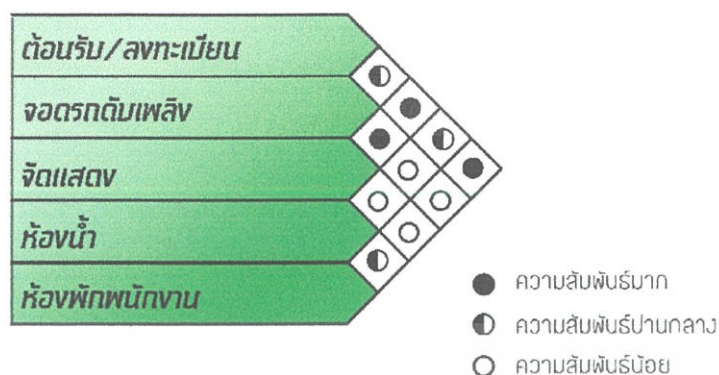 ต้อนรับ/ลงทะเบียน
จอดรถดับเพลิง
จัดแสดง
ห้องน้ำ
ห้องพักพนักงาน
ความสัมพันธ์มาก
ความสัมพันธ์ปานกลาง
ความสัมพันธ์น้อย